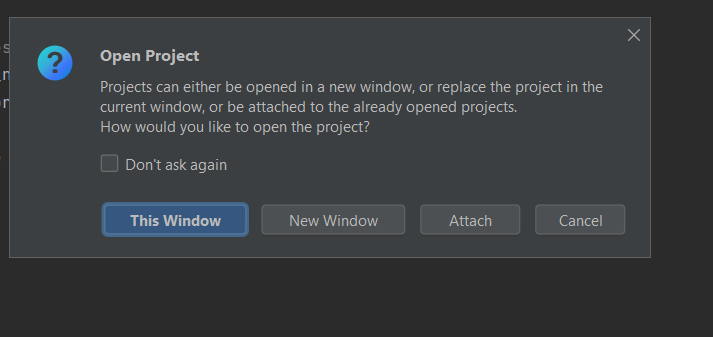 Open Project
Projects can either be opened in a new window, or replace the project in the
current window, or be attached to the already opened projects.
How would you like to open the project?
Don't ask again
This Window
New Window
Attach
Cancel